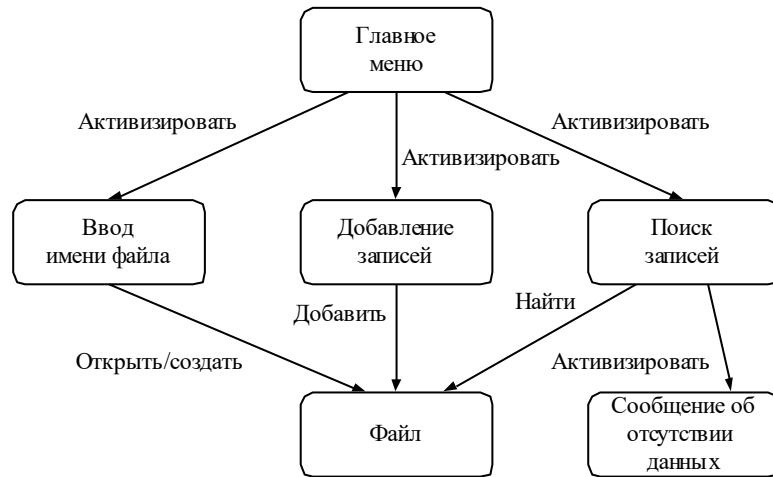 Главное
меню
Активизировать
Активизировать
Активизировать
Ввод
имени файла
Добавление
записей
Поиск
записей
Добавить
Найти
Открыть/создать
Активизировать
Файл
Сообщение об
отсутствии
данных